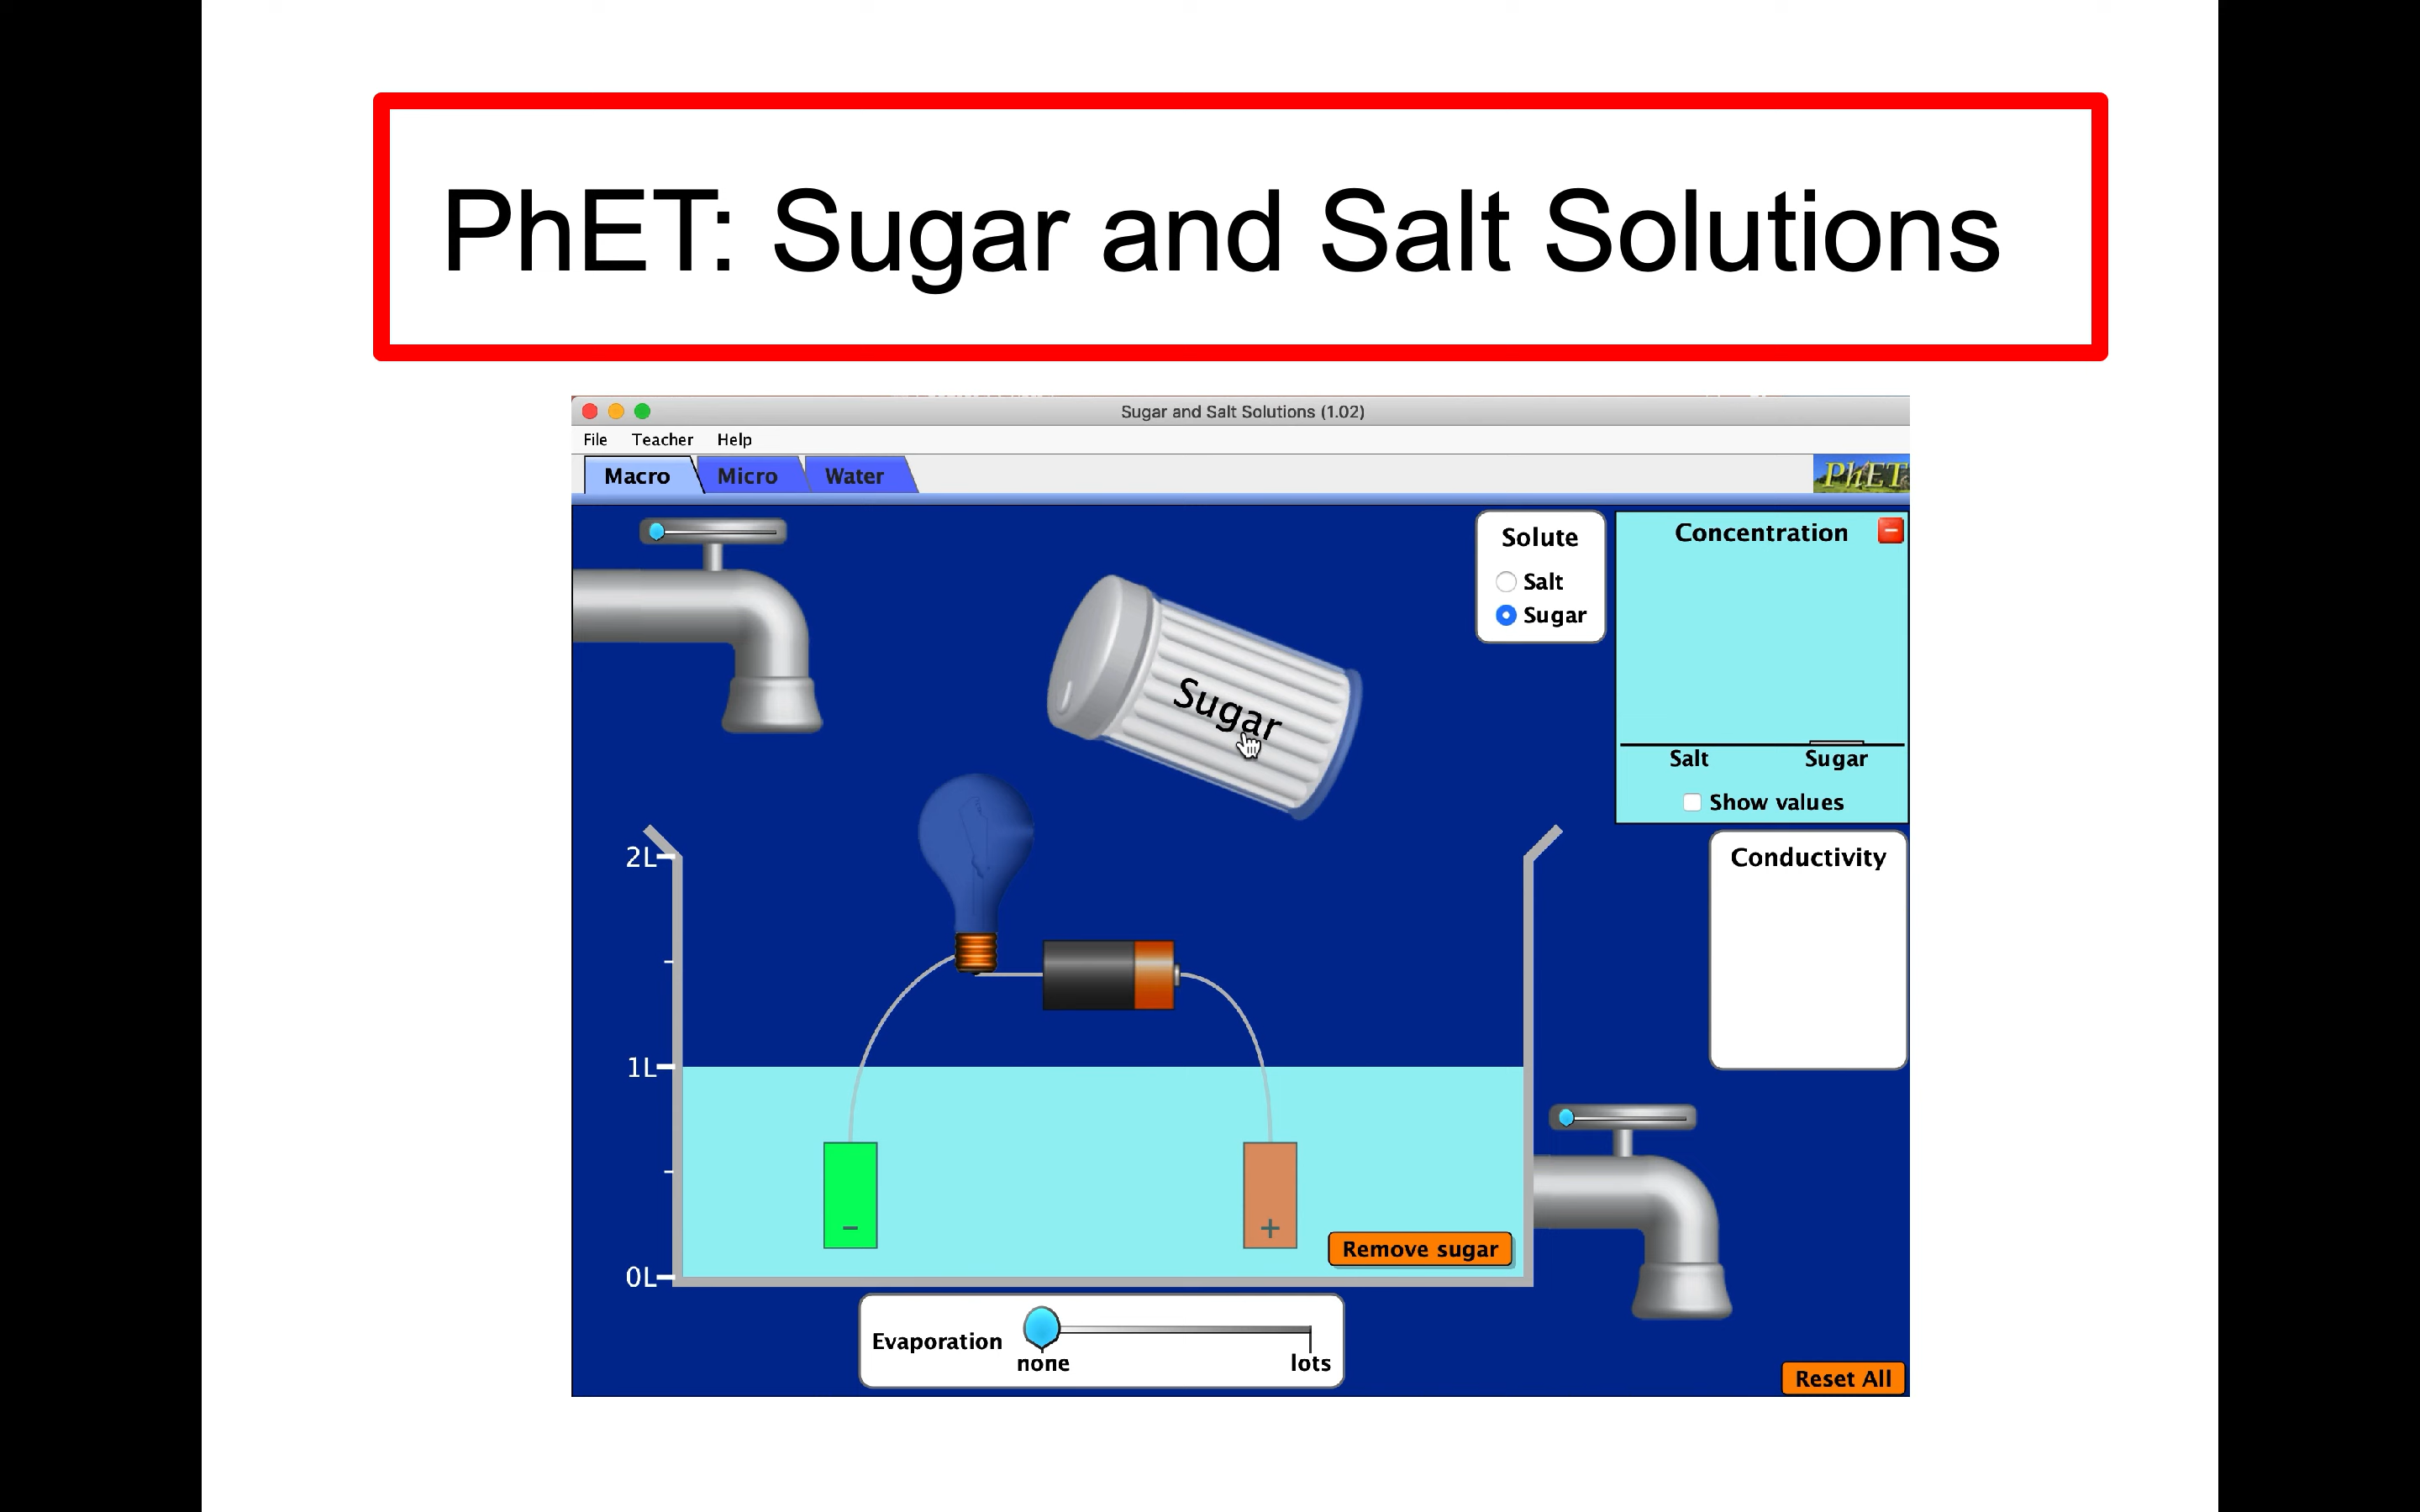 PhET: Sugar and Salt Solutions
Sugar and Salt Solutions (1.02)
File Teacher Help
Macro Micro Water
PhET
Solute
Salt
Sugar
Concentration
Salt Sugar
Show values
Sugar
Conductivity
2L
1L
0L
−
+
Remove sugar
Evaporation
none lots
Reset All